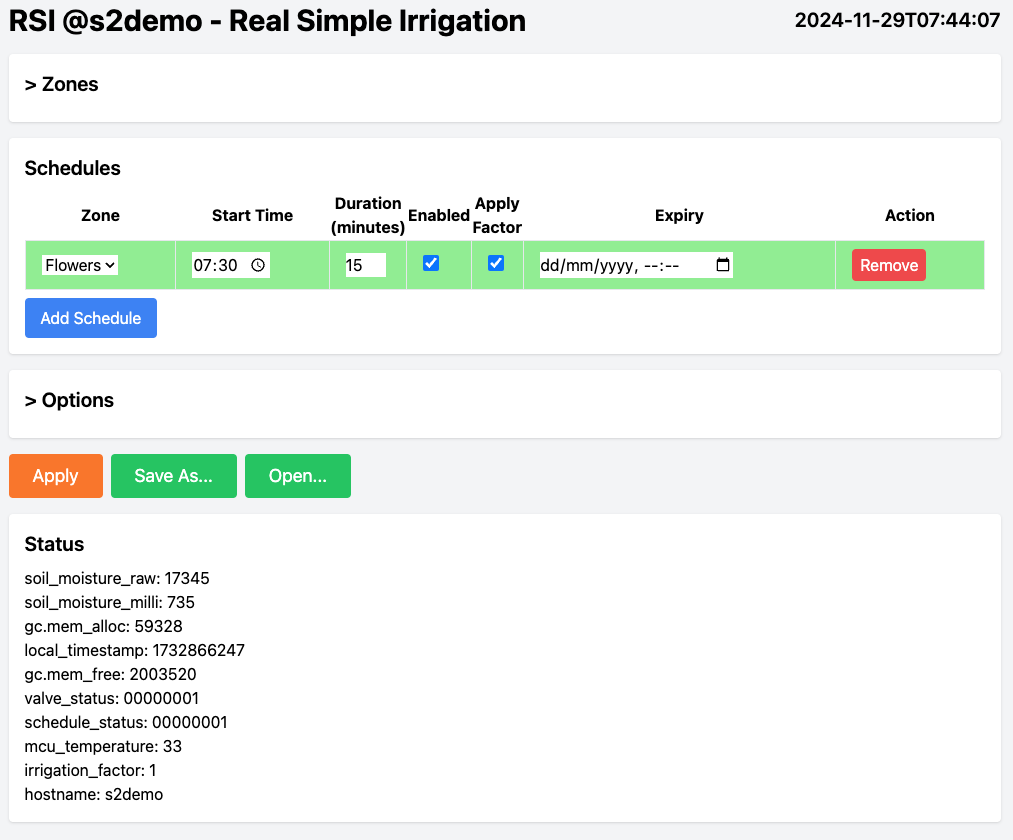 RSI @s2demo - Real Simple Irrigation
2024-11-29T07:44:07
> Zones
Schedules
Zone Start Time Duration (minutes) Enabled Apply Factor Expiry Action
Flowers 07:30 15 dd/mm/yyyy, --:-- Remove
Add Schedule
> Options
Apply Save As... Open...
Status
soil_moisture_raw: 17345
soil_moisture_milli: 735
gc.mem_alloc: 59328
local_timestamp: 1732866247
gc.mem_free: 2003520
valve_status: 00000001
schedule_status: 00000001
mcu_temperature: 33
irrigation_factor: 1
hostname: s2demo